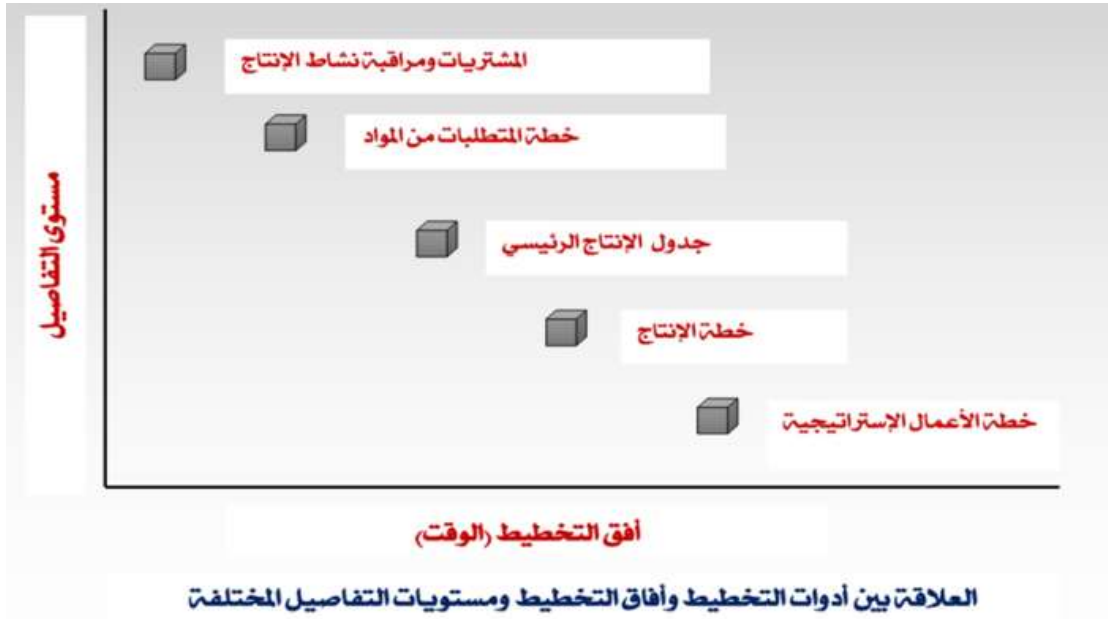 المشتريات ومراقبة نشاط الإنتاج
خطة المتطلبات من المواد
جدول الإنتاج الرئيسي
خطة الإنتاج
خطة الأعمال الإستراتيجية
مستوى التفاصيل
أفق التخطيط (الوقت)
العلاقة بين أدوات التخطيط وأفاق التخطيط ومستويات التفاصيل المختلفة